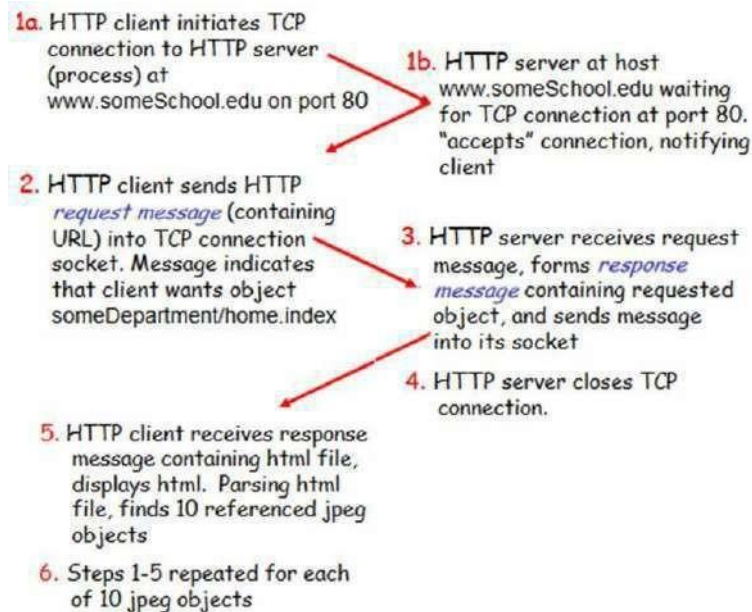 1a. HTTP client initiates TCP
connection to HTTP server
(process) at
www.someSchool.edu on port 80
1b. HTTP server at host
www.someSchool.edu waiting
for TCP connection at port 80.
"accepts" connection, notifying
client
2. HTTP client sends HTTP
request message (containing
URL) into TCP connection
socket. Message indicates
that client wants object
someDepartment/home.index
3. HTTP server receives request
message, forms response
message containing requested
object, and sends message
into its socket
4. HTTP server closes TCP
connection.
5. HTTP client receives response
message containing html file,
displays html. Parsing html
file, finds 10 referenced jpeg
objects
6. Steps 1-5 repeated for each
of 10 jpeg objects